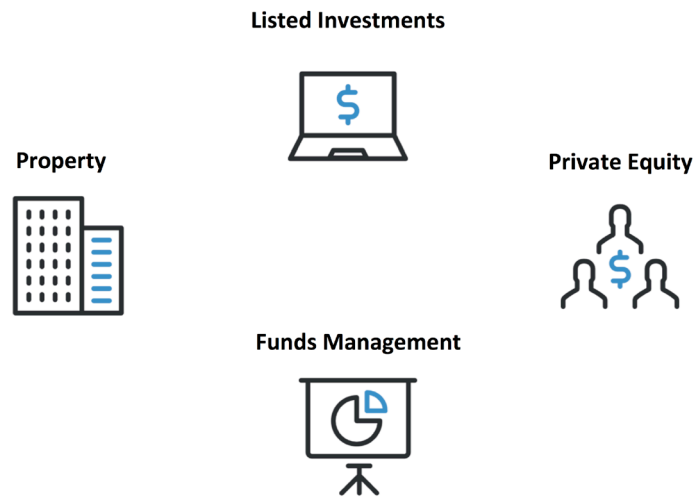 Listed Investments
Property
Private Equity
$
$
Funds Management